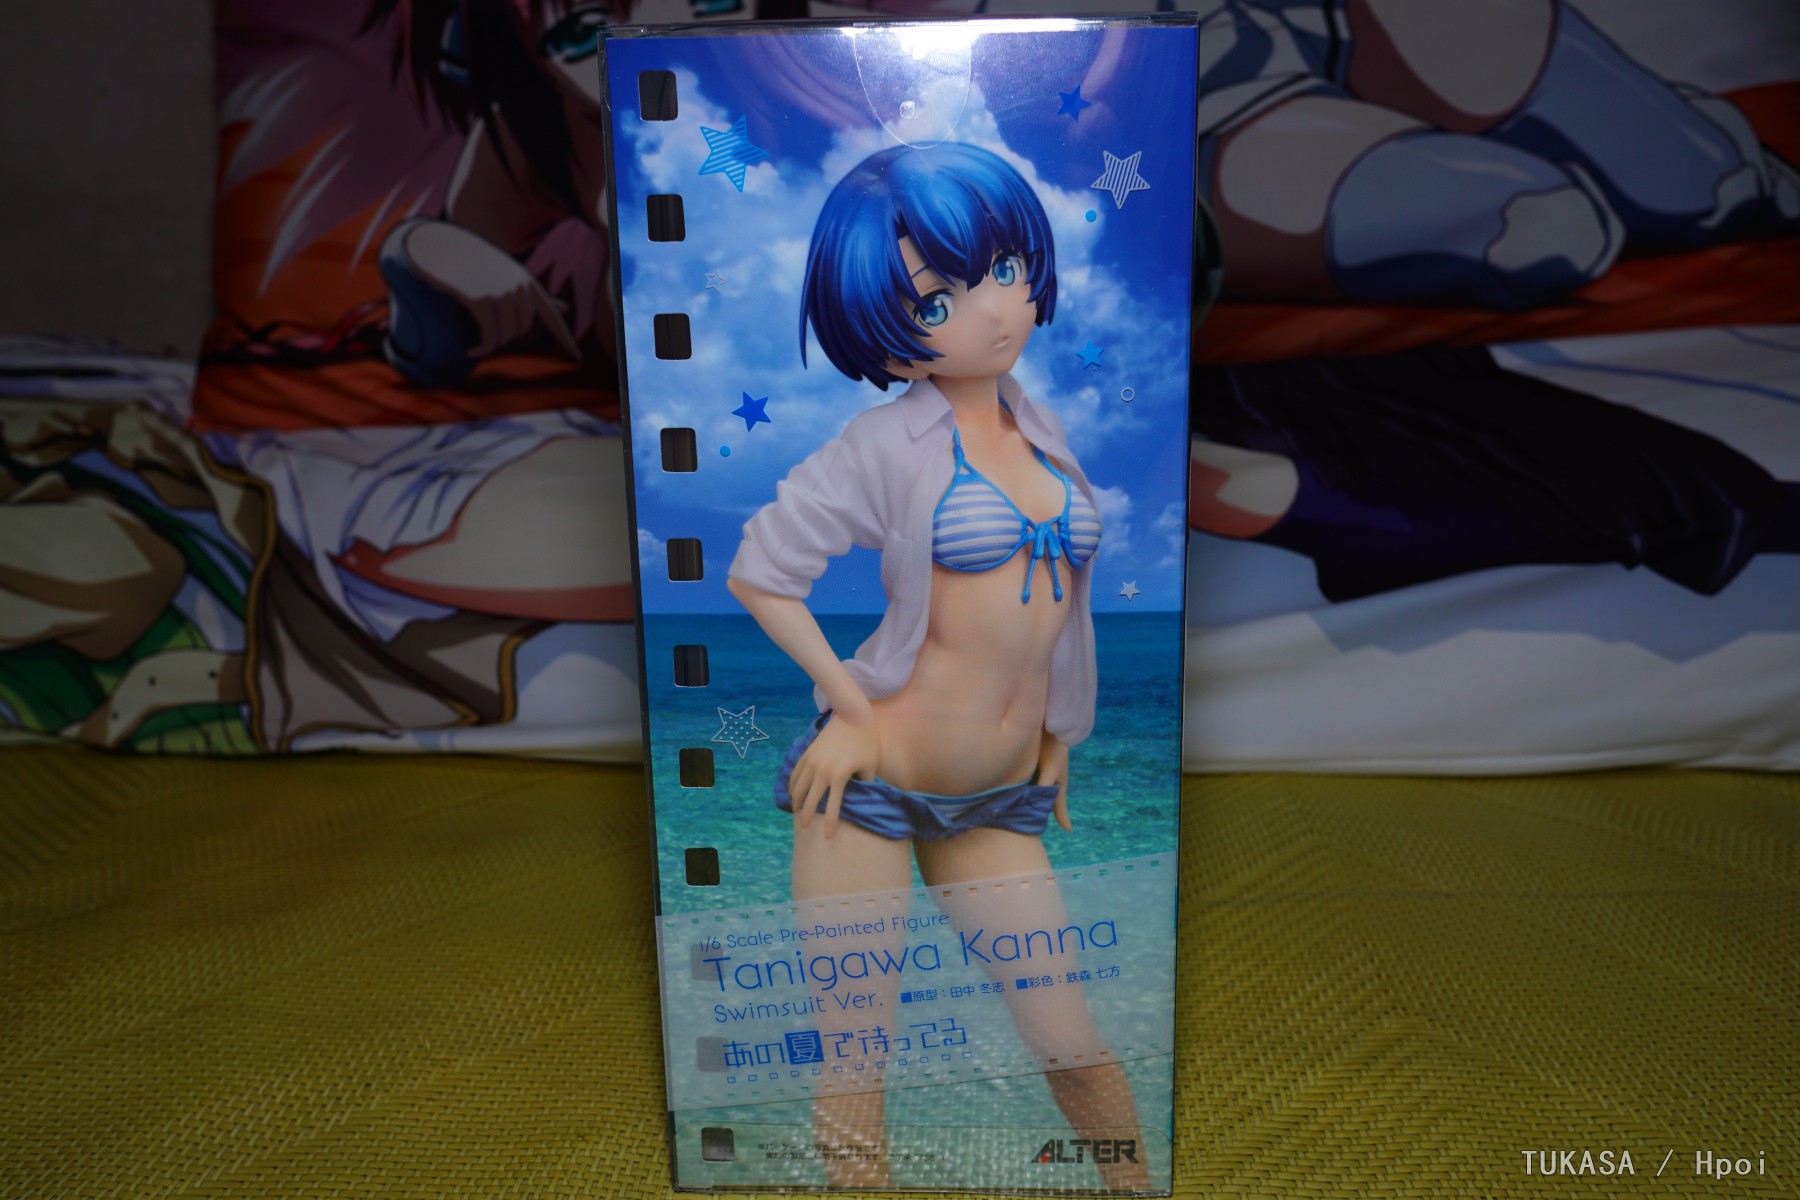 1/6 Scale Pre-Painted Figure
Tanigawa Kanna
Swimsuit Ver. ■原型：田中 冬志 ■彩色：鉄森 七方
あの夏で待ってる
ALTER
TUKASA / Hpoi